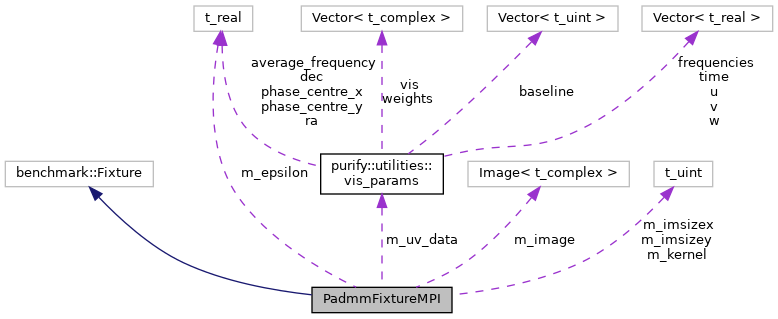 t_real
Vector< t_complex >
Vector< t_uint >
Vector< t_real >
average_frequency
dec
phase_centre_x
phase_centre_y
ra
vis
weights
baseline
frequencies
time
u
v
w
benchmark::Fixture
m_epsilon
purify::utilities::
vis_params
Image< t_complex >
t_uint
m_uv_data
m_image
m_imsizex
m_imsizey
m_kernel
PadmmFixtureMPI